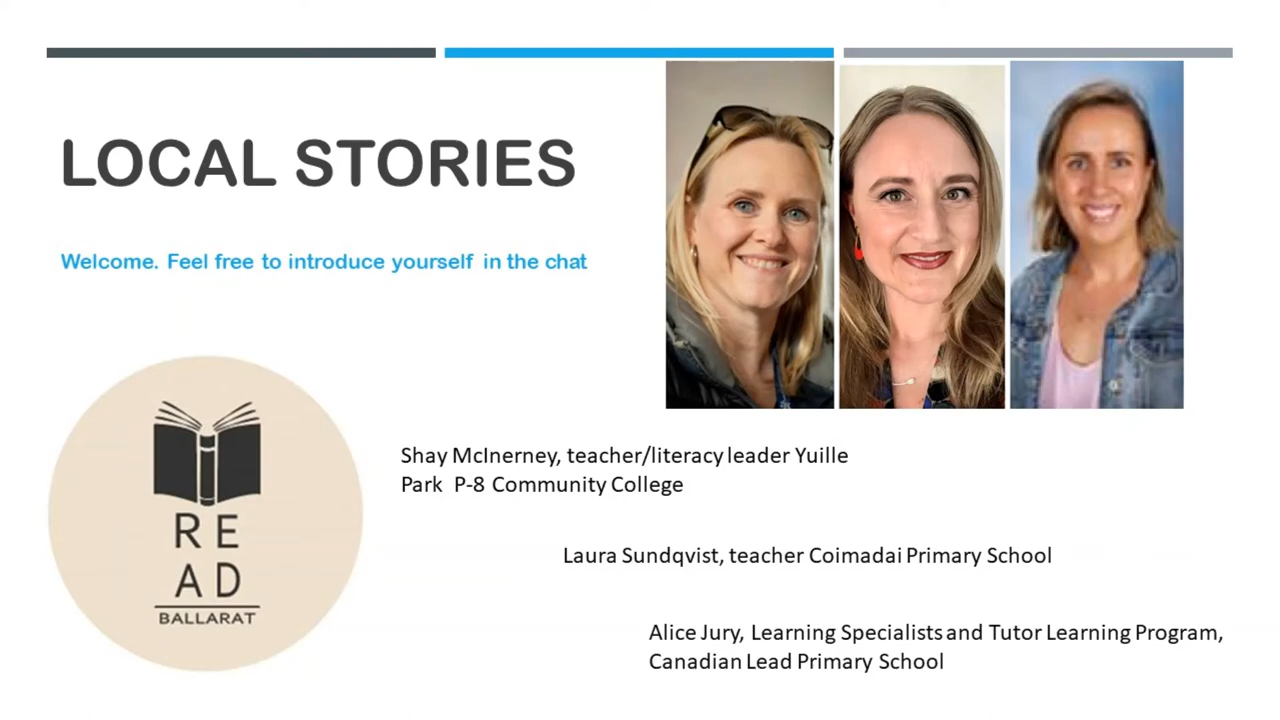 LOCAL STORIES
Welcome. Feel free to introduce yourself in the chat
R E
A D
BALLARAT
Shay McInerney, teacher/literacy leader Yuille
Park P-8 Community College
Laura Sundqvist, teacher Coimadai Primary School
Alice Jury, Learning Specialists and Tutor Learning Program,
Canadian Lead Primary School